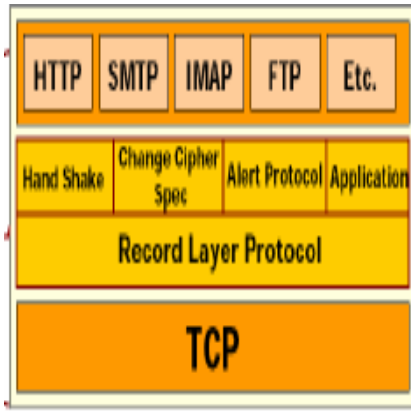 HTTP SMTP IMAP FTP Etc.
Hand Shake Change Cipher Spec Alert Protocol Application
Record Layer Protocol
TCP